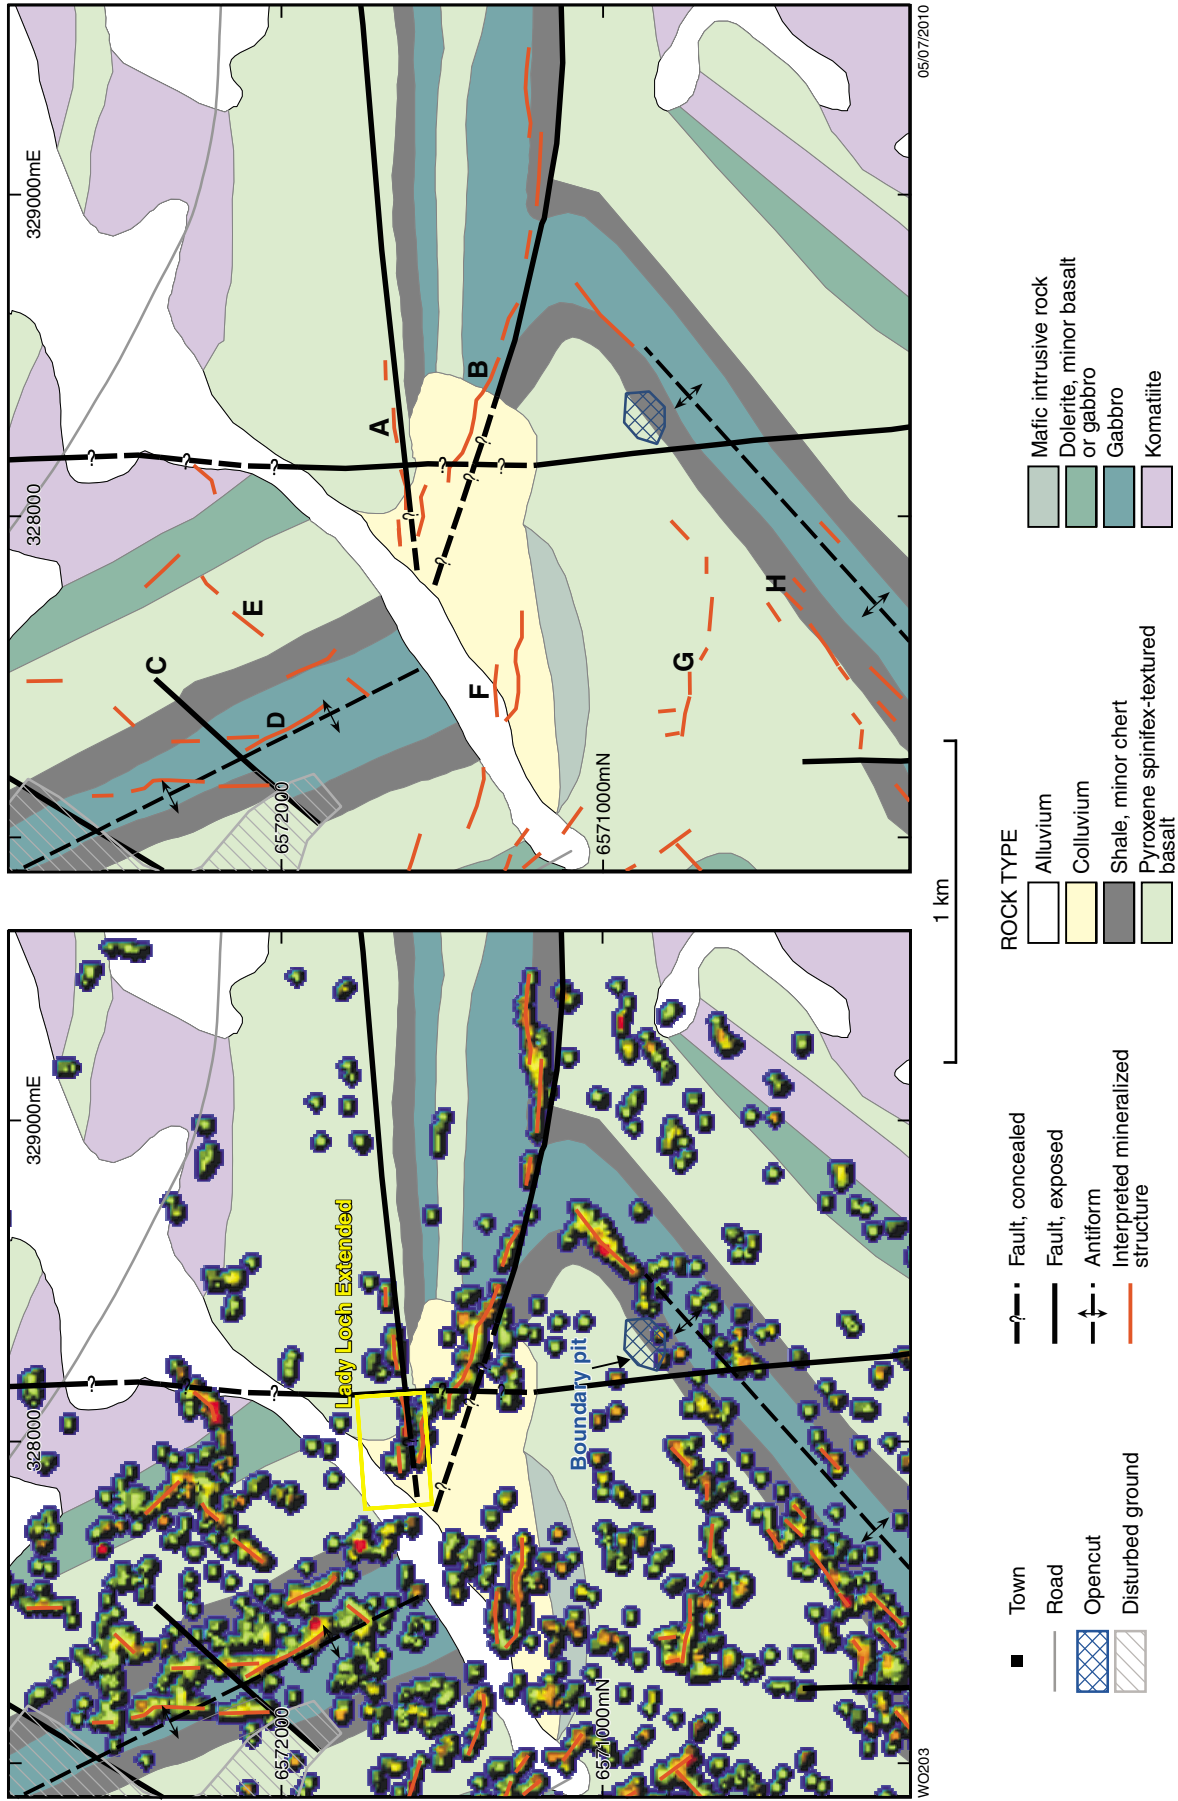 329000mE
328000
6572000
6571000mN
Lady Loch Extended
Boundary pit
?
?
?
?
?
?
WO203
329000mE
328000
6572000
6571000mN
A
B
C
D
E
F
G
H
?
?
?
?
?
?
?
?
?
05/07/2010
1 km
Town
Road
Opencut
Disturbed ground
?
Fault, concealed
Fault, exposed
Antiform
Interpreted mineralized
structure
ROCK TYPE
Alluvium
Colluvium
Shale, minor chert
Pyroxene spinifex-textured
basalt
Mafic intrusive rock
Dolerite, minor basalt
or gabbro
Gabbro
Komatiite